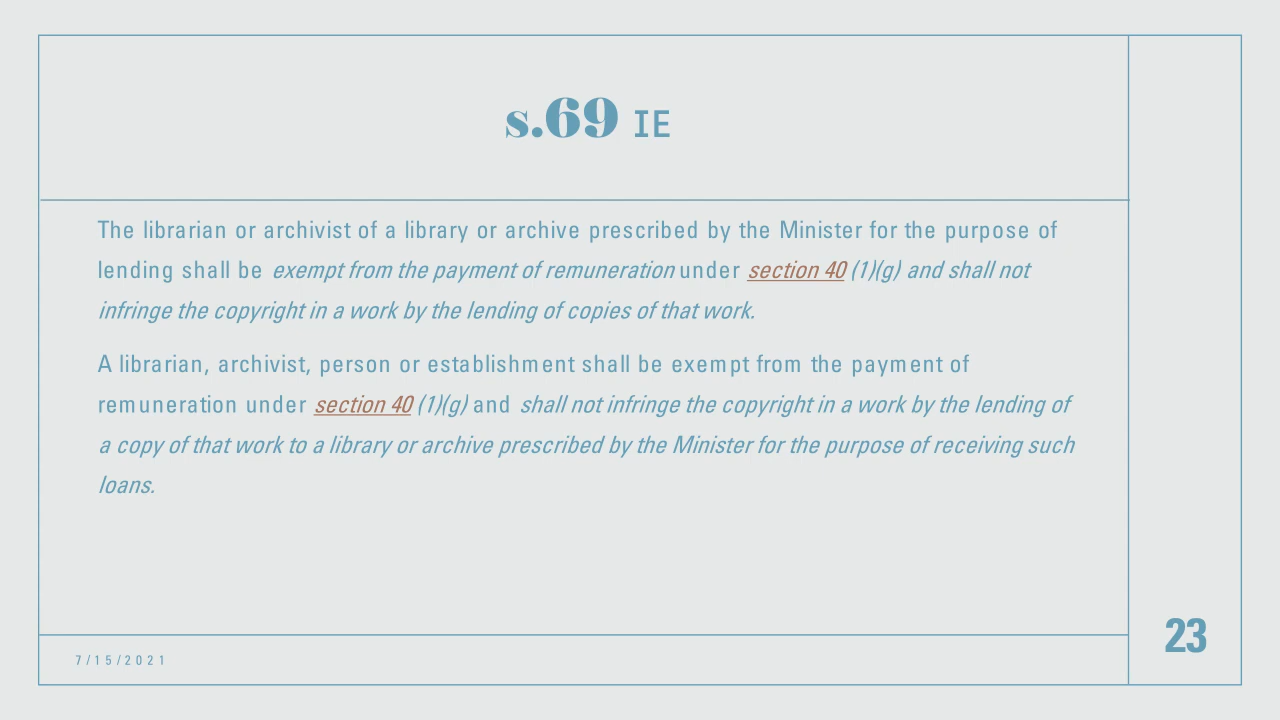 s.69 IE
The librarian or archivist of a library or archive prescribed by the Minister for the purpose of
lending shall be exempt from the payment of remuneration under section 40 (1)(g) and shall not
infringe the copyright in a work by the lending of copies of that work.
A librarian, archivist, person or establishment shall be exempt from the payment of
remuneration under section 40 (1)(g) and shall not infringe the copyright in a work by the lending of
a copy of that work to a library or archive prescribed by the Minister for the purpose of receiving such
loans.
7/15/2021
23